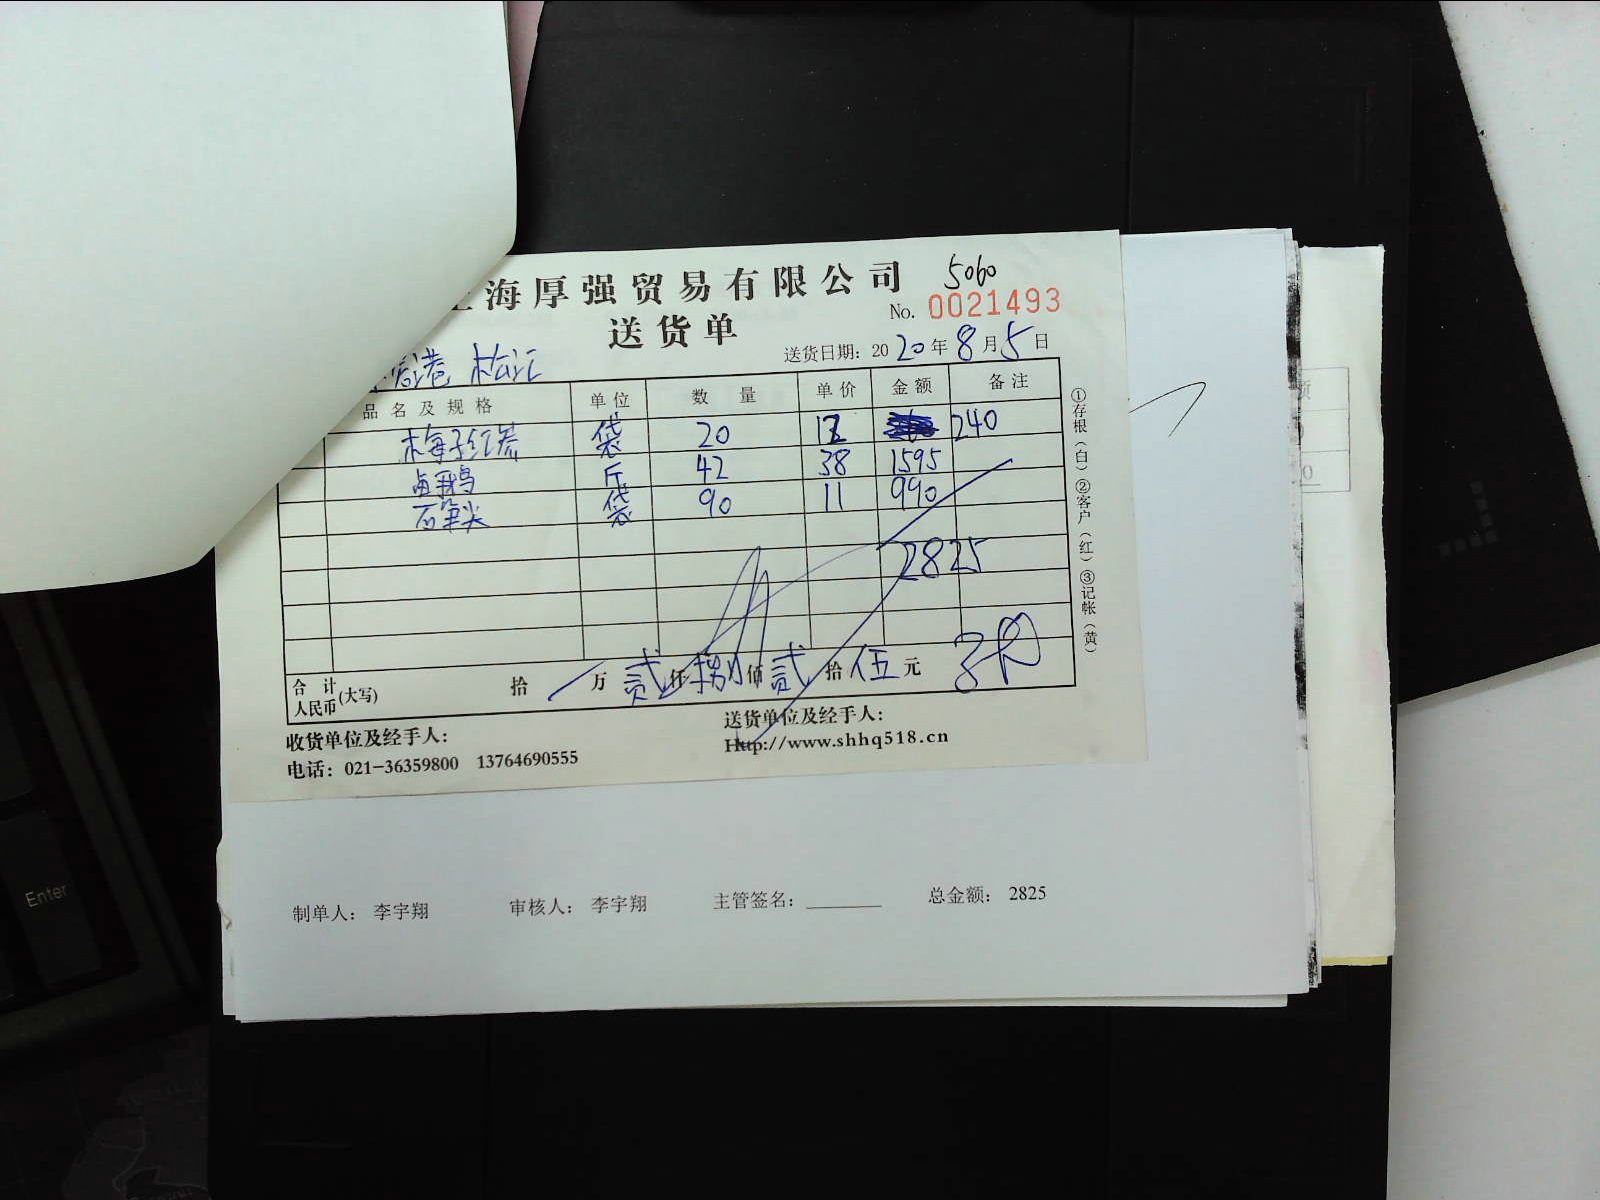 海厚强贸易有限公司 5060
送货单 No. 0021493
送货日期: 2020年8月5日
港 松江
品名及规格 单位 数量 单价 金额 备注
梅子红茶 袋 20 12 240
卤鹅 斤 42 38 1595
石笋尖 袋 90 11 990
2825
合计人民币(大写) 拾 万 贰仟捌佰贰拾伍元
收货单位及经手人:
送货单位及经手人:
电话: 021-36359800 13764690555
Http://www.shhq518.cn
①存根(白)②客户(红)③记帐(黄)
制单人: 李宇翔 审核人: 李宇翔 主管签名: 总金额: 2825
Enter